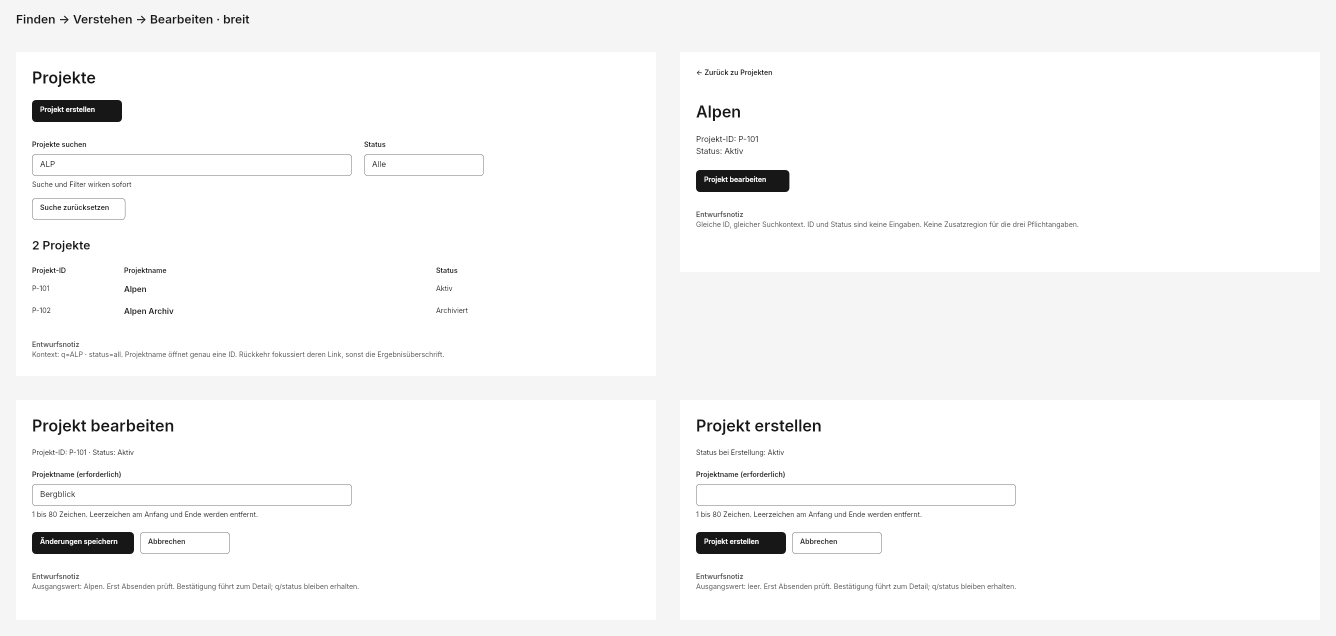 Finden → Verstehen → Bearbeiten · breit
Projekte
Projekt erstellen
Projekte suchen
Status
ALP
Alle
Suche und Filter wirken sofort
Suche zurücksetzen
2 Projekte
Projekt-ID
Projektname
Status
P-101
Alpen
Aktiv
P-102
Alpen Archiv
Archiviert
Entwurfsnotiz
Kontext: q=ALP · status=all. Projektname öffnet genau eine ID. Rückkehr fokussiert deren Link, sonst die Ergebnisüberschrift.
← Zurück zu Projekten
Alpen
Projekt-ID: P-101
Status: Aktiv
Projekt bearbeiten
Entwurfsnotiz
Gleiche ID, gleicher Suchkontext. ID und Status sind keine Eingaben. Keine Zusatzregion für die drei Pflichtangaben.
Projekt bearbeiten
Projekt-ID: P-101 · Status: Aktiv
Projektname (erforderlich)
Bergblick
1 bis 80 Zeichen. Leerzeichen am Anfang und Ende werden entfernt.
Änderungen speichern
Abbrechen
Entwurfsnotiz
Ausgangswert: Alpen. Erst Absenden prüft. Bestätigung führt zum Detail; q/status bleiben erhalten.
Projekt erstellen
Status bei Erstellung: Aktiv
Projektname (erforderlich)
1 bis 80 Zeichen. Leerzeichen am Anfang und Ende werden entfernt.
Projekt erstellen
Abbrechen
Entwurfsnotiz
Ausgangswert: leer. Erst Absenden prüft. Bestätigung führt zum Detail; q/status bleiben erhalten.